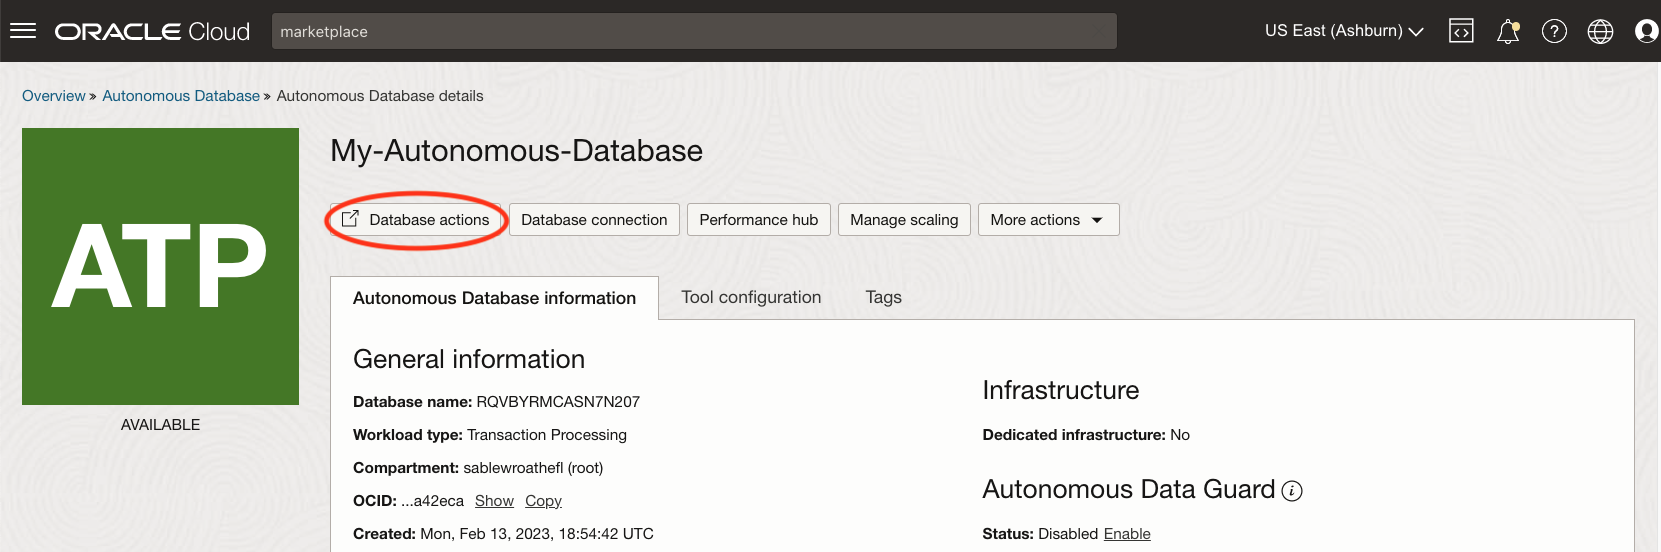 ORACLE Cloud
marketplace
US East (Ashburn)
Overview » Autonomous Database » Autonomous Database details
ATP
AVAILABLE
My-Autonomous-Database
Database actions
Database connection
Performance hub
Manage scaling
More actions
Autonomous Database information
Tool configuration
Tags
General information
Database name: RQVBYRMCASN7N207
Workload type: Transaction Processing
Compartment: sablewroathefl (root)
OCID: ...a42eca Show Copy
Created: Mon, Feb 13, 2023, 18:54:42 UTC
Infrastructure
Dedicated infrastructure: No
Autonomous Data Guard
Status: Disabled Enable